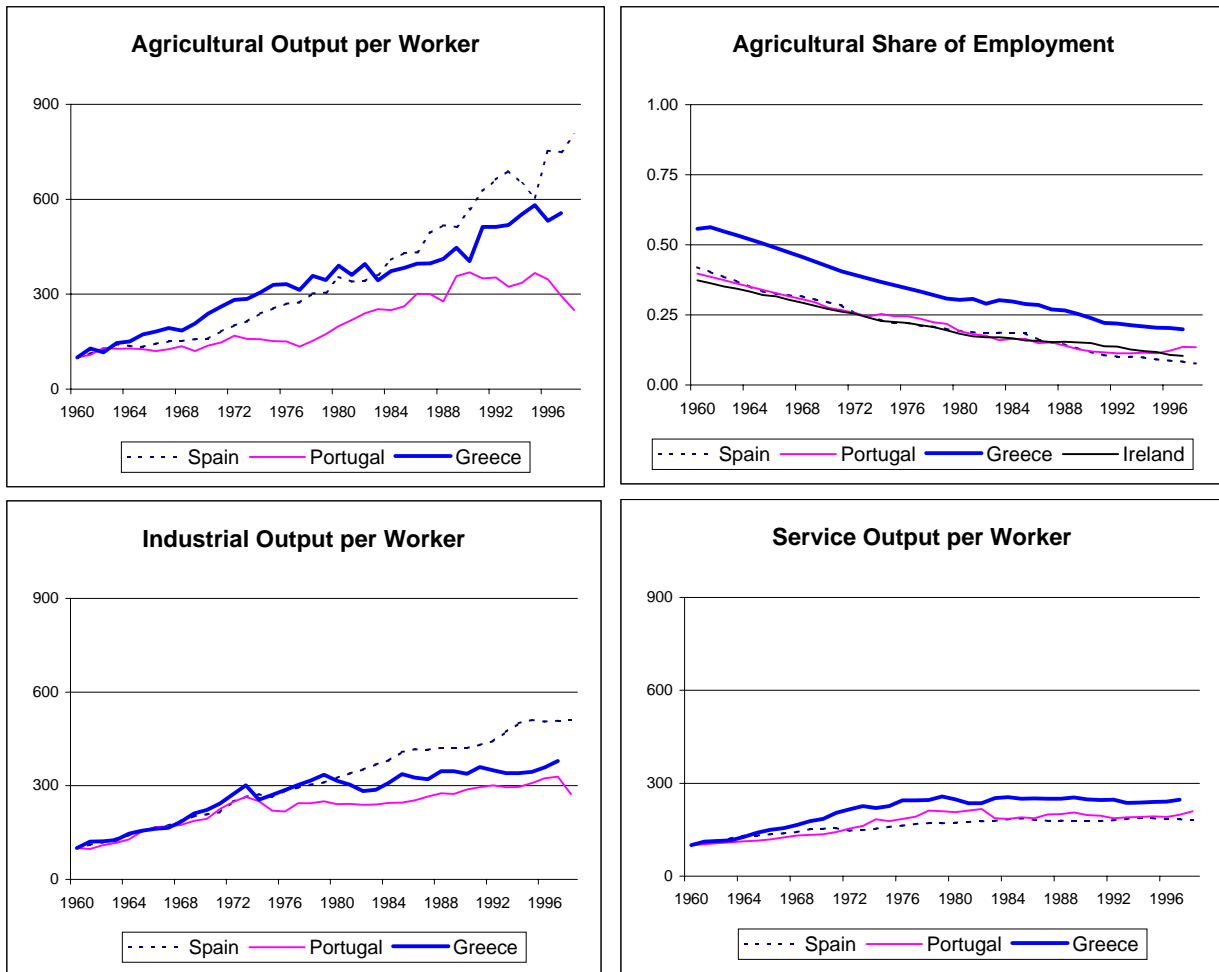 Agricultural Output per Worker
900
600
300
0
1960 1964 1968 1972 1976 1980 1984 1988 1992 1996
Spain Portugal Greece
Agricultural Share of Employment
1.00
0.75
0.50
0.25
0.00
1960 1964 1968 1972 1976 1980 1984 1988 1992 1996
Spain Portugal Greece Ireland
Industrial Output per Worker
900
600
300
0
1960 1964 1968 1972 1976 1980 1984 1988 1992 1996
Spain Portugal Greece
Service Output per Worker
900
600
300
0
1960 1964 1968 1972 1976 1980 1984 1988 1992 1996
Spain Portugal Greece